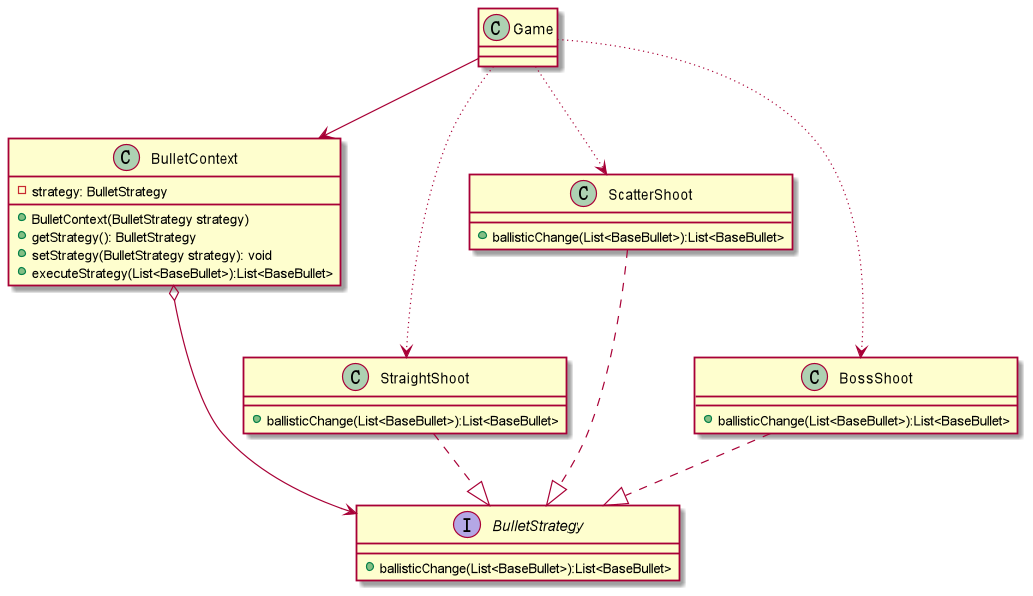 C Game
C BulletContext
strategy: BulletStrategy
BulletContext(BulletStrategy strategy)
getStrategy(): BulletStrategy
setStrategy(BulletStrategy strategy): void
executeStrategy(List<BaseBullet>):List<BaseBullet>
C ScatterShoot
ballisticChange(List<BaseBullet>):List<BaseBullet>
C StraightShoot
ballisticChange(List<BaseBullet>):List<BaseBullet>
C BossShoot
ballisticChange(List<BaseBullet>):List<BaseBullet>
I BulletStrategy
ballisticChange(List<BaseBullet>):List<BaseBullet>